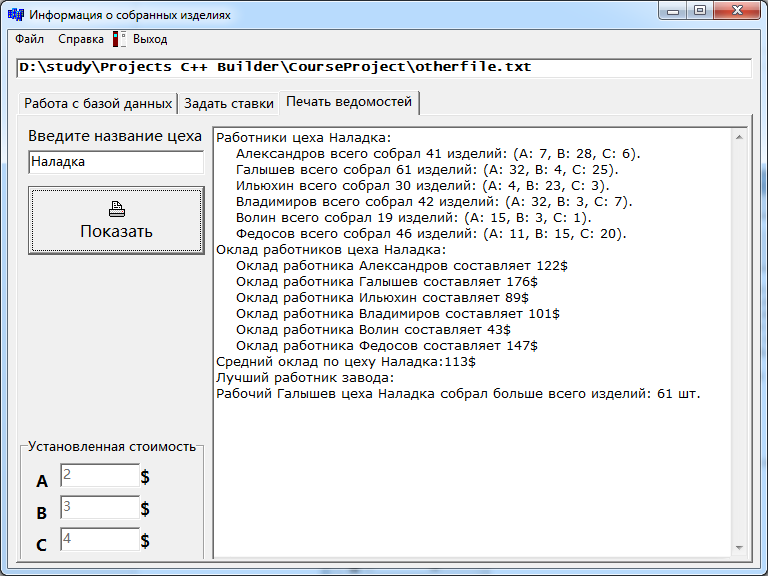 Информация о собранных изделиях
Файл Справка Выход
D:\study\Projects C++ Builder\CourseProject\otherfile.txt
Работа с базой данных Задать ставки Печать ведомостей
Введите название цеха
Наладка
Показать
Работники цеха Наладка:
Александров всего собрал 41 изделий: (A: 7, B: 28, C: 6).
Галышев всего собрал 61 изделий: (A: 32, B: 4, C: 25).
Ильюхин всего собрал 30 изделий: (A: 4, B: 23, C: 3).
Владимиров всего собрал 42 изделий: (A: 32, B: 3, C: 7).
Волин всего собрал 19 изделий: (A: 15, B: 3, C: 1).
Федосов всего собрал 46 изделий: (A: 11, B: 15, C: 20).
Оклад работников цеха Наладка:
Оклад работника Александров составляет 122$
Оклад работника Галышев составляет 176$
Оклад работника Ильюхин составляет 89$
Оклад работника Владимиров составляет 101$
Оклад работника Волин составляет 43$
Оклад работника Федосов составляет 147$
Средний оклад по цеху Наладка:113$
Лучший работник завода:
Рабочий Галышев цеха Наладка собрал больше всего изделий: 61 шт.
Установленная стоимость
A 2 $
B 3 $
C 4 $